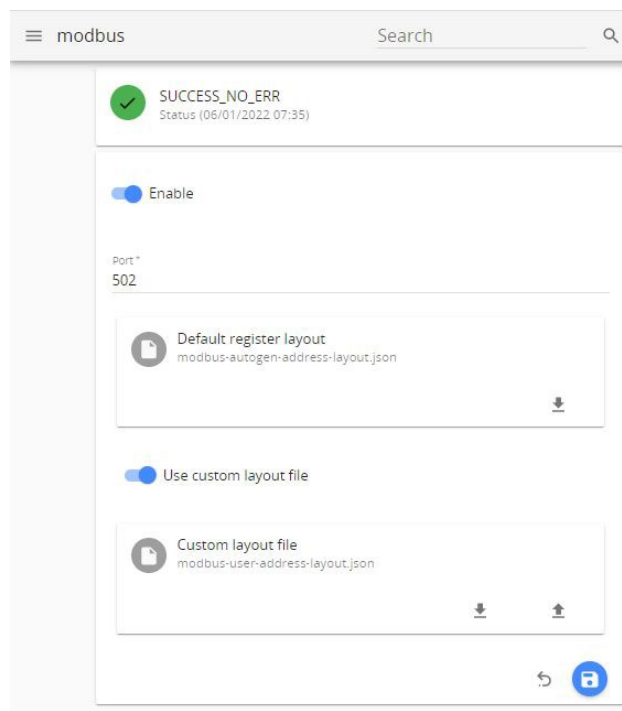 modbus
Search
SUCCESS_NO_ERR
Status (06/01/2022 07:35)
Enable
Port *
502
Default register layout
modbus-autogen-address-layout.json
Use custom layout file
Custom layout file
modbus-user-address-layout.json